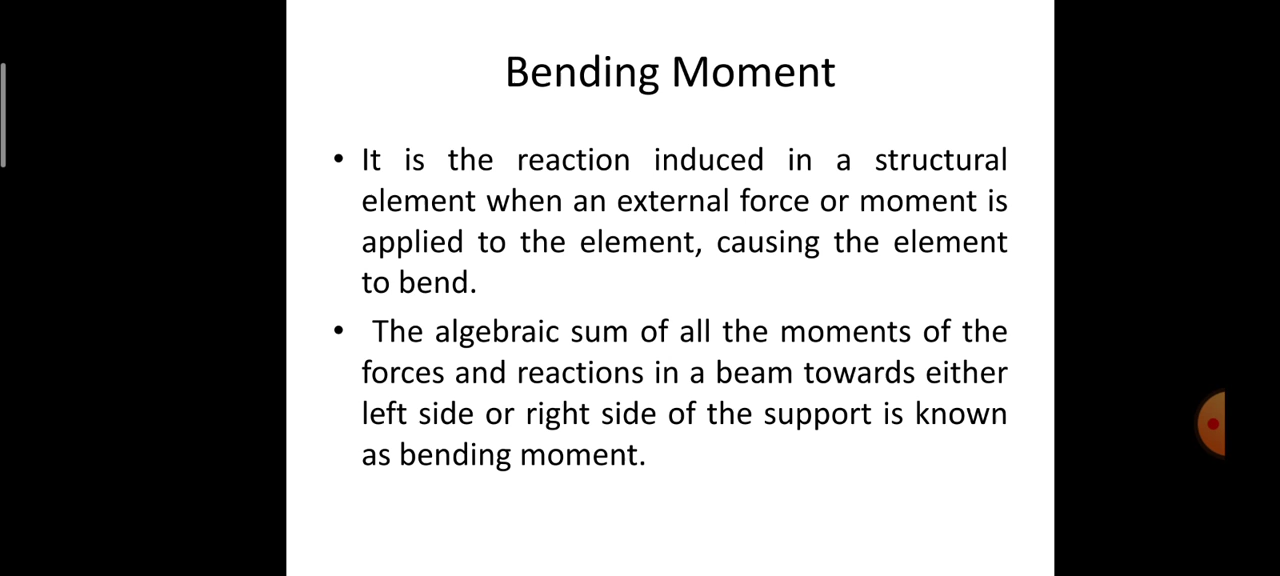 Bending Moment
• It is the reaction induced in a structural
element when an external force or moment is
applied to the element, causing the element
to bend.
• The algebraic sum of all the moments of the
forces and reactions in a beam towards either
left side or right side of the support is known
as bending moment.